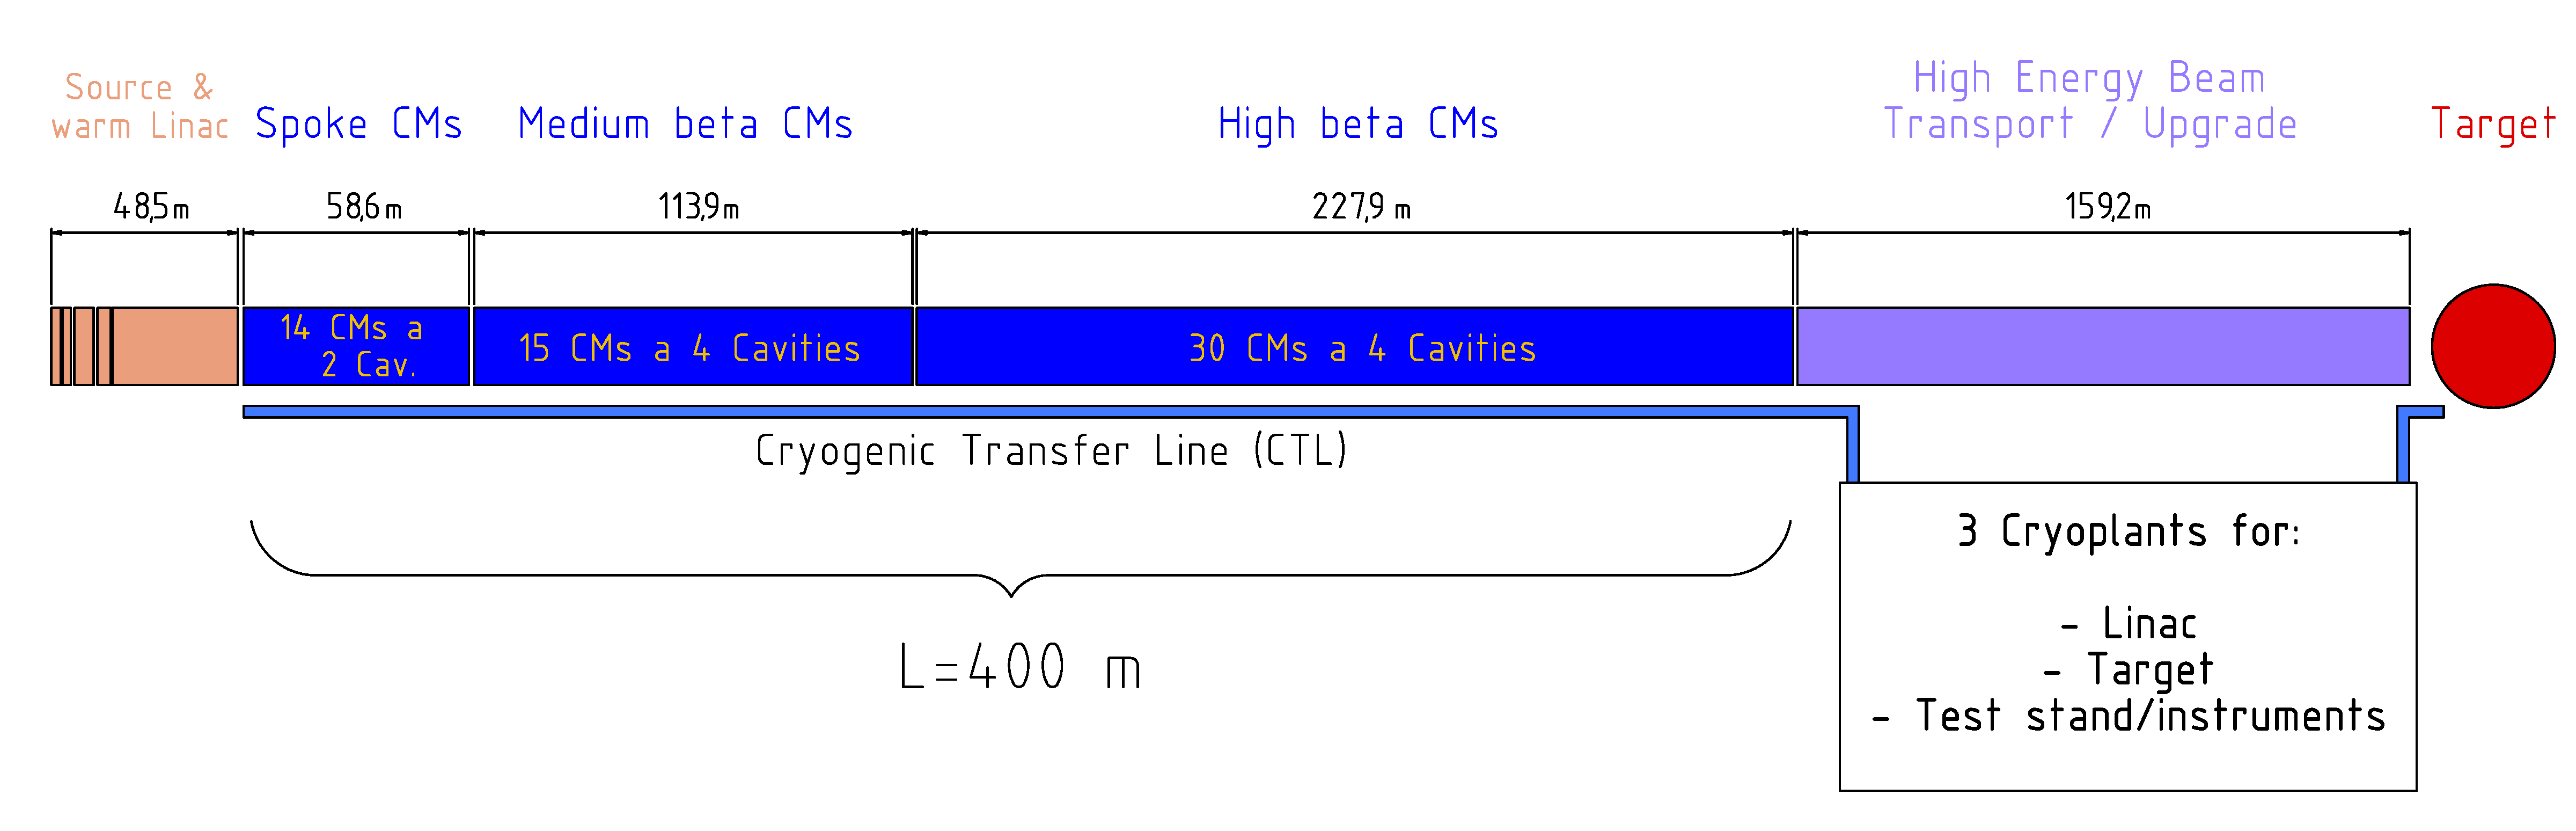 Source &
warm Linac
Spoke CMs
Medium beta CMs
High beta CMs
High Energy Beam
Transport / Upgrade
Target
48,5m
58,6m
113,9m
227,9 m
159,2m
14 CMs a
2 Cav.
15 CMs a 4 Cavities
30 CMs a 4 Cavities
Cryogenic Transfer Line (CTL)
L=400 m
3 Cryoplants for:
- Linac
- Target
- Test stand/instruments